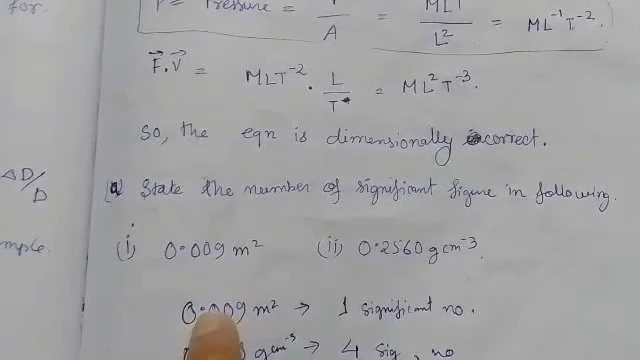 for.
P = Pressure = F/A = MLT/L² = ML⁻¹T⁻².
F⃗.V⃗ = MLT⁻² . L/T = ML²T⁻³.
So, the eqn is dimensionally correct.
ΔD/D
Q State the number of significant figure in following.
mple. (i) 0.009 m² (ii) 0.2560 g cm⁻³.
0.009 m² → 1 significant no.
g cm⁻³ → 4 sig, no